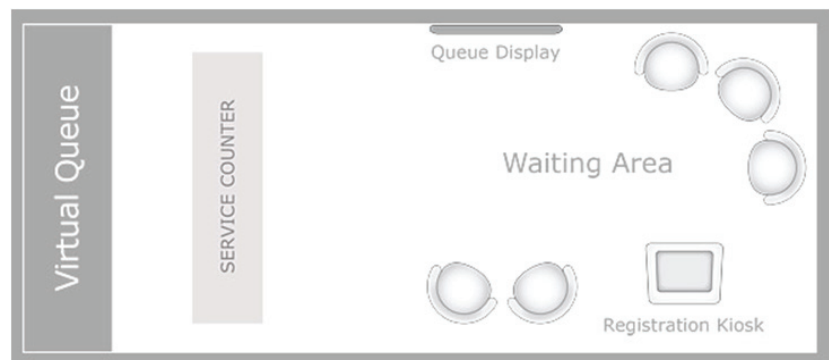 Virtual Queue
SERVICE COUNTER
Queue Display
Waiting Area
Registration Kiosk